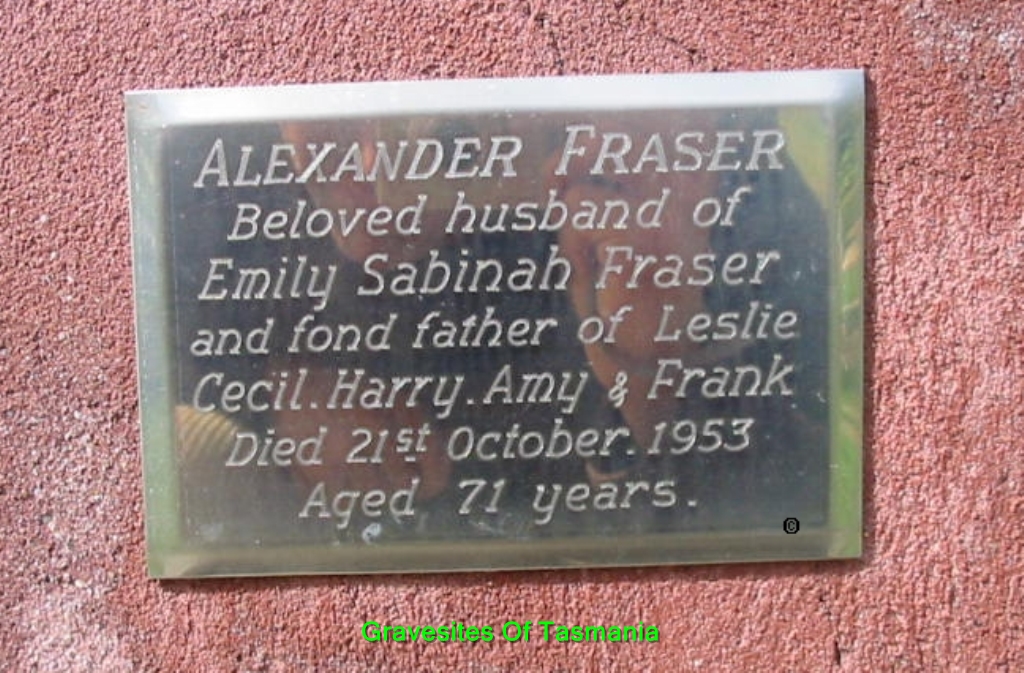 ALEXANDER FRASER
Beloved husband of
Emily Sabinah Fraser
and fond father of Leslie
Cecil. Harry. Amy & Frank
Died 21st October. 1953
Aged 71 years.
©
Gravesites Of Tasmania